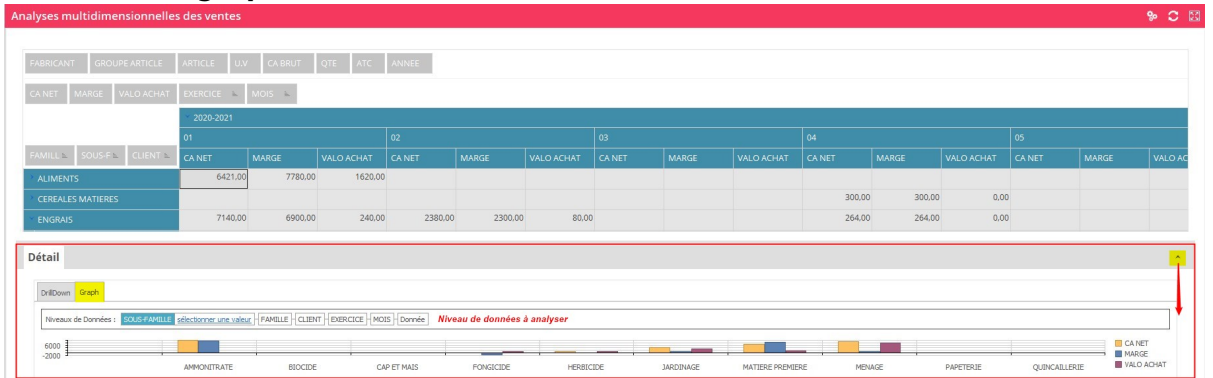 Analyses multidimensionnelles des ventes
FABRICANT GROUPE ARTICLE ARTICLE U.V CA BRUT QTE ATC ANNEE
CA NET MARGE VALO ACHAT EXERCICE MOIS
2020-2021
01 02 03 04 05
FAMILL SOUS-F CLIENT CA NET MARGE VALO ACHAT CA NET MARGE VALO ACHAT CA NET MARGE VALO ACHAT CA NET MARGE VALO ACHAT CA NET MARGE VALO AC
ALIMENTS 6421,00 7780,00 1620,00
CEREALES MATIERES 300,00 300,00 0,00
ENGRAIS 7140,00 6900,00 240,00 2380,00 2300,00 80,00 264,00 264,00 0,00
Détail
DrillDown Graph
Niveaux de Données : SOUS-FAMILLE sélectionner une valeur FAMILLE CLIENT EXERCICE MOIS Donnée Niveau de données à analyser
6000
-2000
CA NET
MARGE
VALO ACHAT
AMMONITRATE BIOCIDE CAP ET MAIS FONGICIDE HERBICIDE JARDINAGE MATIERE PREMIERE MENAGE PAPETERIE QUINCAILLERIE